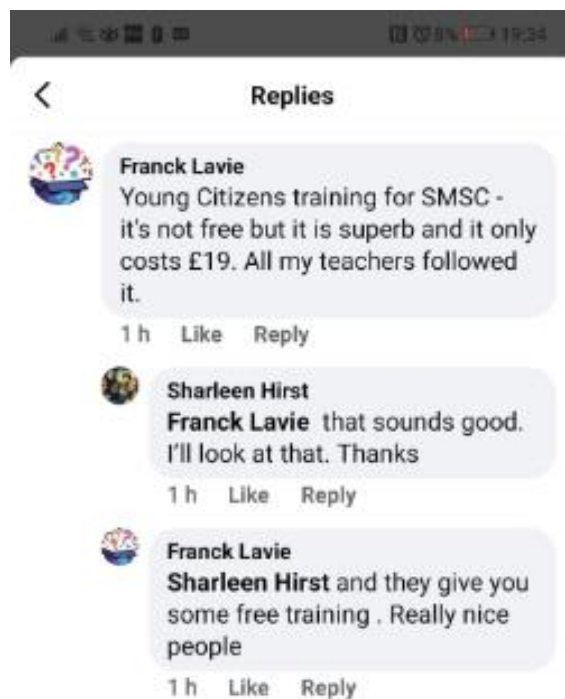 19:34
Replies
Franck Lavie
Young Citizens training for SMSC -
it's not free but it is superb and it only
costs £19. All my teachers followed
it.
1 h Like Reply
Sharleen Hirst
Franck Lavie that sounds good.
I'll look at that. Thanks
1 h Like Reply
Franck Lavie
Sharleen Hirst and they give you
some free training . Really nice
people
1 h Like Reply